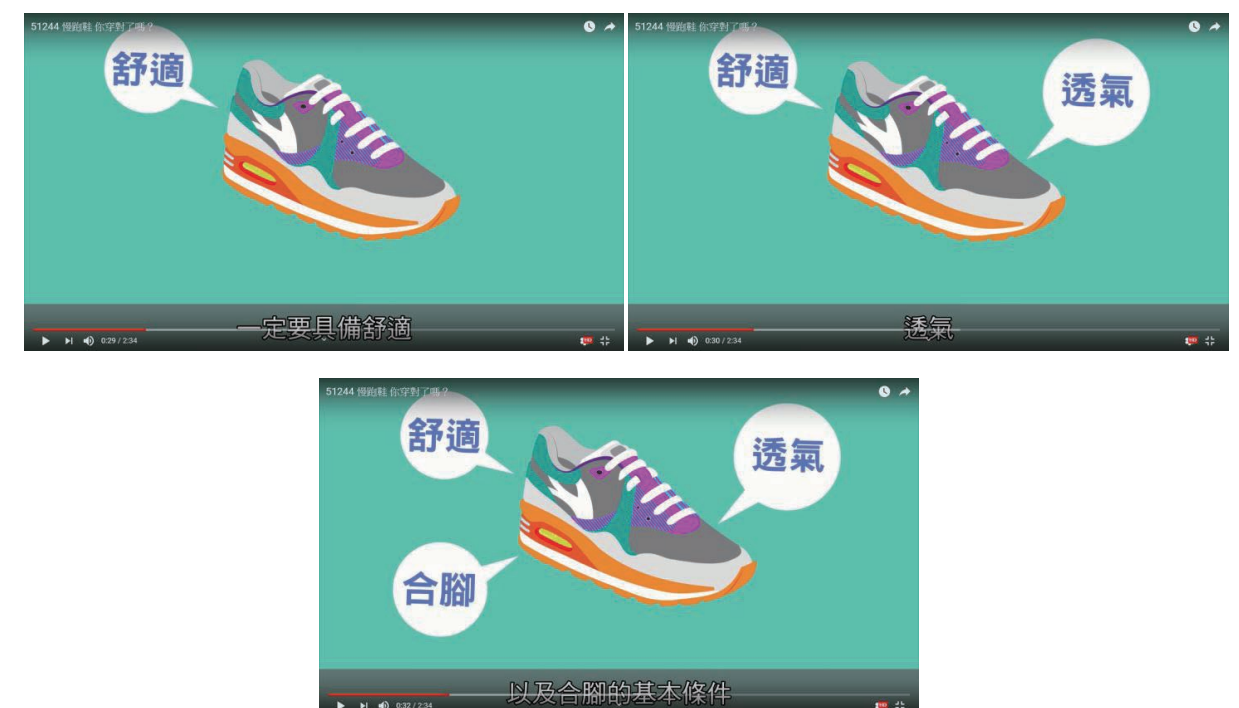 51244 慢跑鞋 你穿對了嗎？
舒適
一定要具備舒適
0:29 / 2:34
51244 慢跑鞋 你穿對了嗎？
舒適
透氣
透氣
0:30 / 2:34
51244 慢跑鞋 你穿對了嗎？
舒適
透氣
合腳
以及合腳的基本條件
0:32 / 2:34